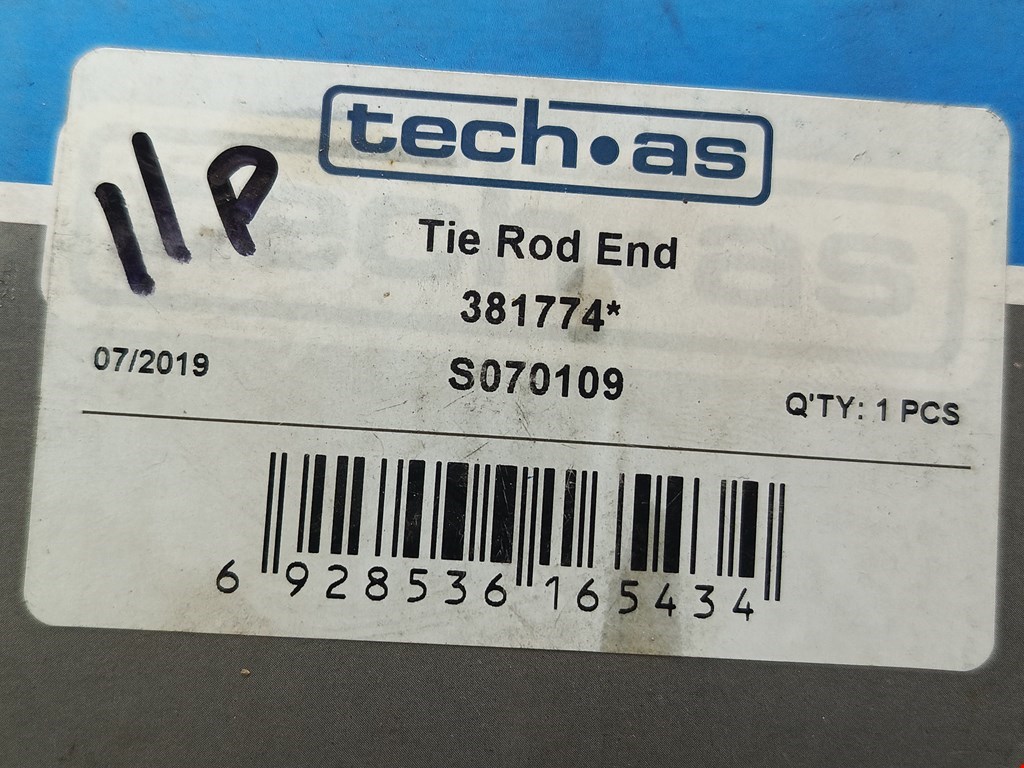 tech•as
11P
Tie Rod End
381774*
07/2019
S070109
Q'TY: 1 PCS
6 928536 165434